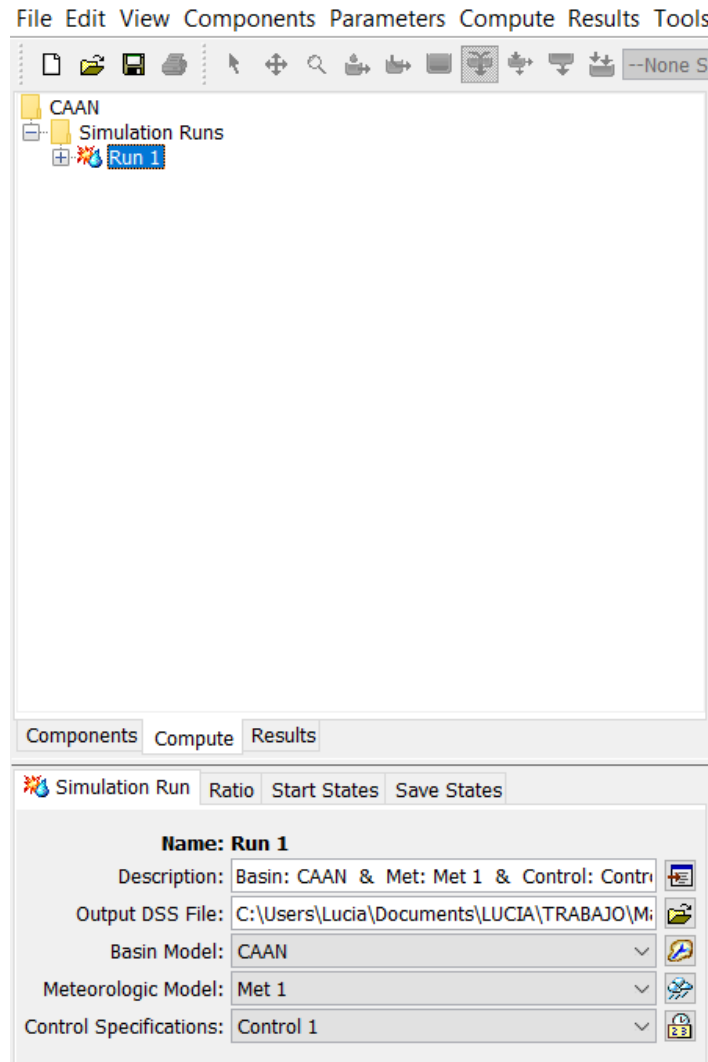 File Edit View Components Parameters Compute Results Tools
--None S
CAAN
Simulation Runs
Run 1
Components Compute Results
Simulation Run Ratio Start States Save States
Name: Run 1
Description: Basin: CAAN & Met: Met 1 & Control: Contr
Output DSS File: C:\Users\Lucia\Documents\LUCIA\TRABAJO\M
Basin Model: CAAN
Meteorologic Model: Met 1
Control Specifications: Control 1